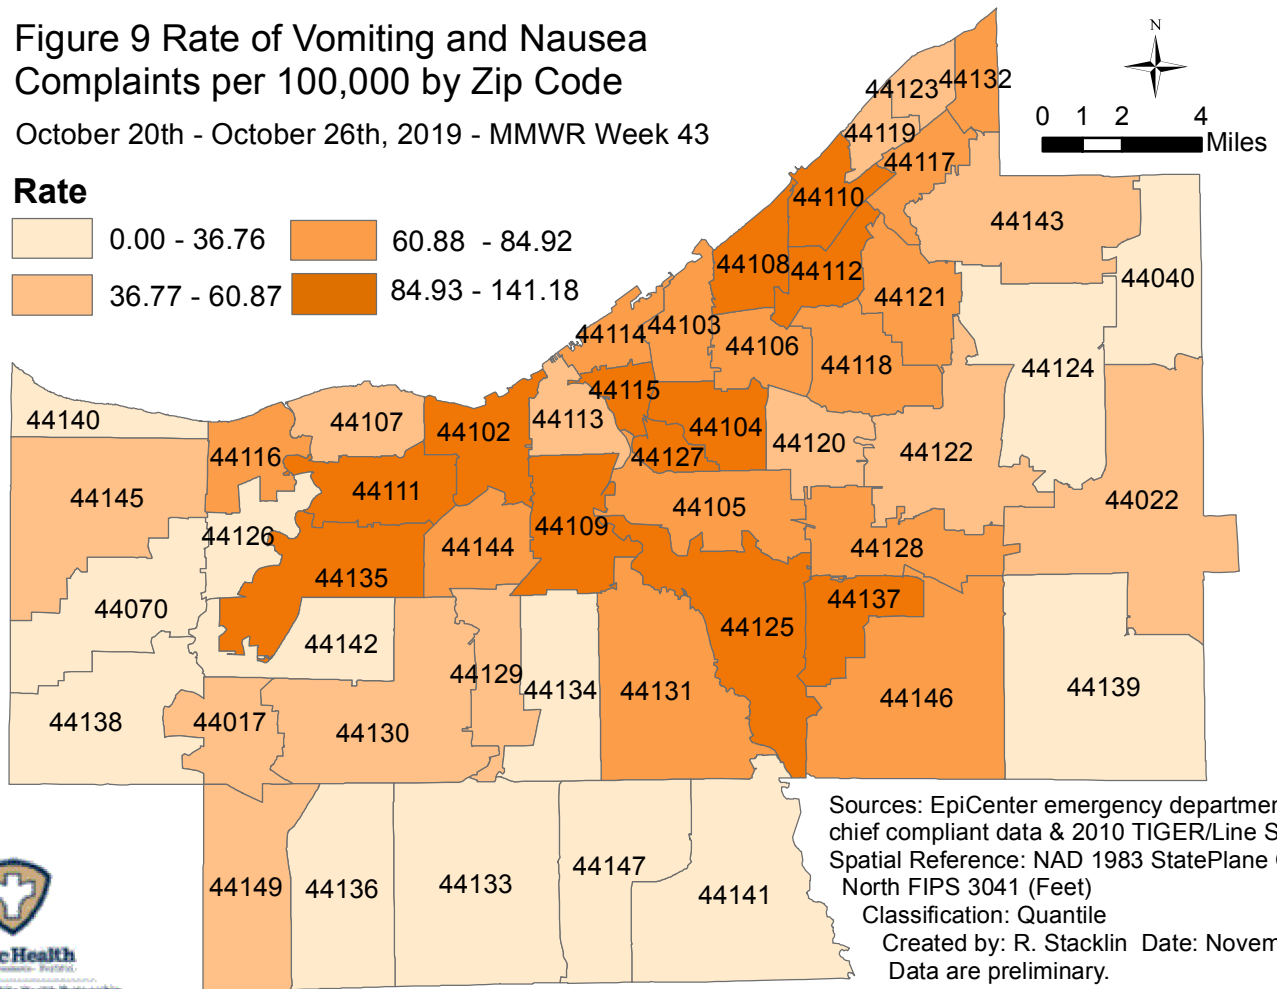 Figure 9 Rate of Vomiting and Nausea
Complaints per 100,000 by Zip Code
October 20th - October 26th, 2019 - MMWR Week 43
Rate
0.00 - 36.76
60.88 - 84.92
36.77 - 60.87
84.93 - 141.18
N
0 1 2 4
Miles
44123
44132
44119
44117
44110
44143
44108
44112
44040
44121
44114
44103
44106
44118
44124
44115
44140
44107
44102
44113
44104
44120
44122
44116
44127
44145
44111
44105
44022
44126
44109
44144
44128
44135
44070
44137
44125
44142
44129
44134
44131
44139
44146
44138
44017
44130
44149
44136
44133
44147
44141
Sources: EpiCenter emergency departmen
chief compliant data & 2010 TIGER/Line S
Spatial Reference: NAD 1983 StatePlane
North FIPS 3041 (Feet)
Classification: Quantile
Created by: R. Stacklin Date: Novem
Data are preliminary.
c Health